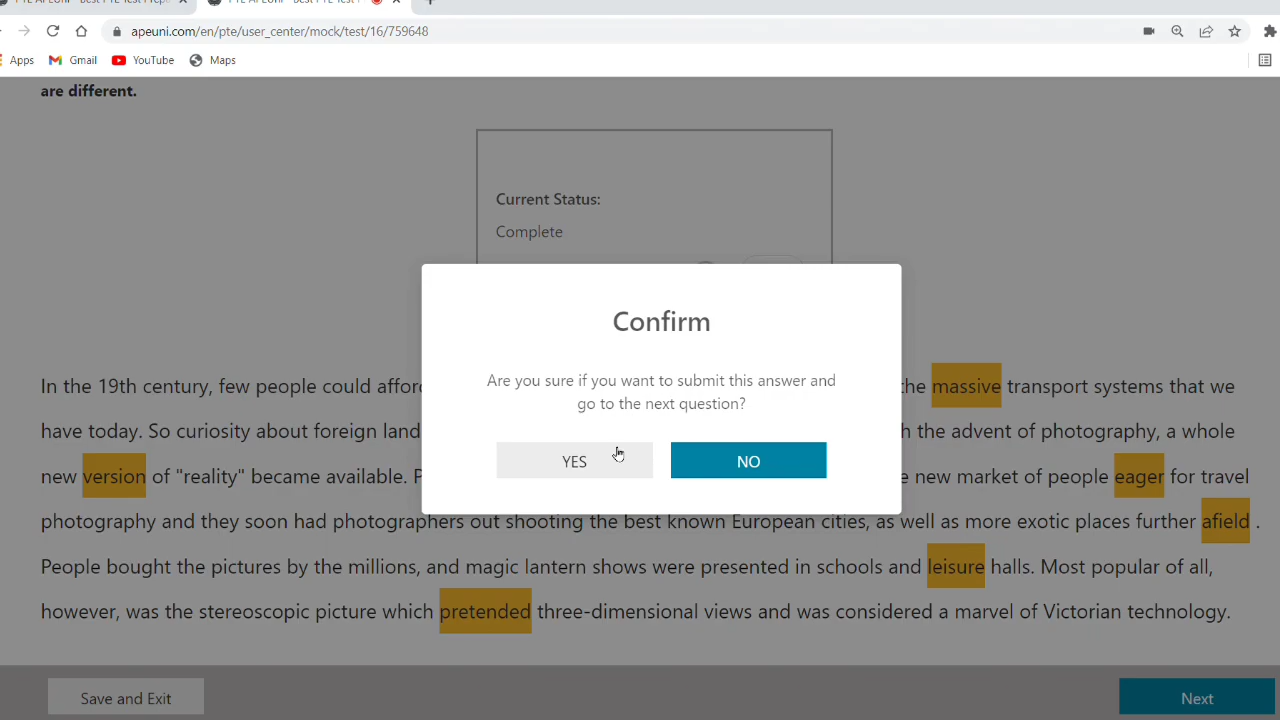 apeuni.com/en/pte/user_center/mock/test/16/759648
Apps Gmail YouTube Maps
are different.
Current Status:
Complete
Confirm
Are you sure if you want to submit this answer and
go to the next question?
YES NO
In the 19th century, few people could the massive transport systems that we
have today. So curiosity about foreign the advent of photography, a whole
new version of "reality" became available. new market of people eager for travel
photography and they soon had photographers out shooting the best known European cities, as well as more exotic places further afield .
People bought the pictures by the millions, and magic lantern shows were presented in schools and leisure halls. Most popular of all,
however, was the stereoscopic picture which pretended three-dimensional views and was considered a marvel of Victorian technology.
Save and Exit Next